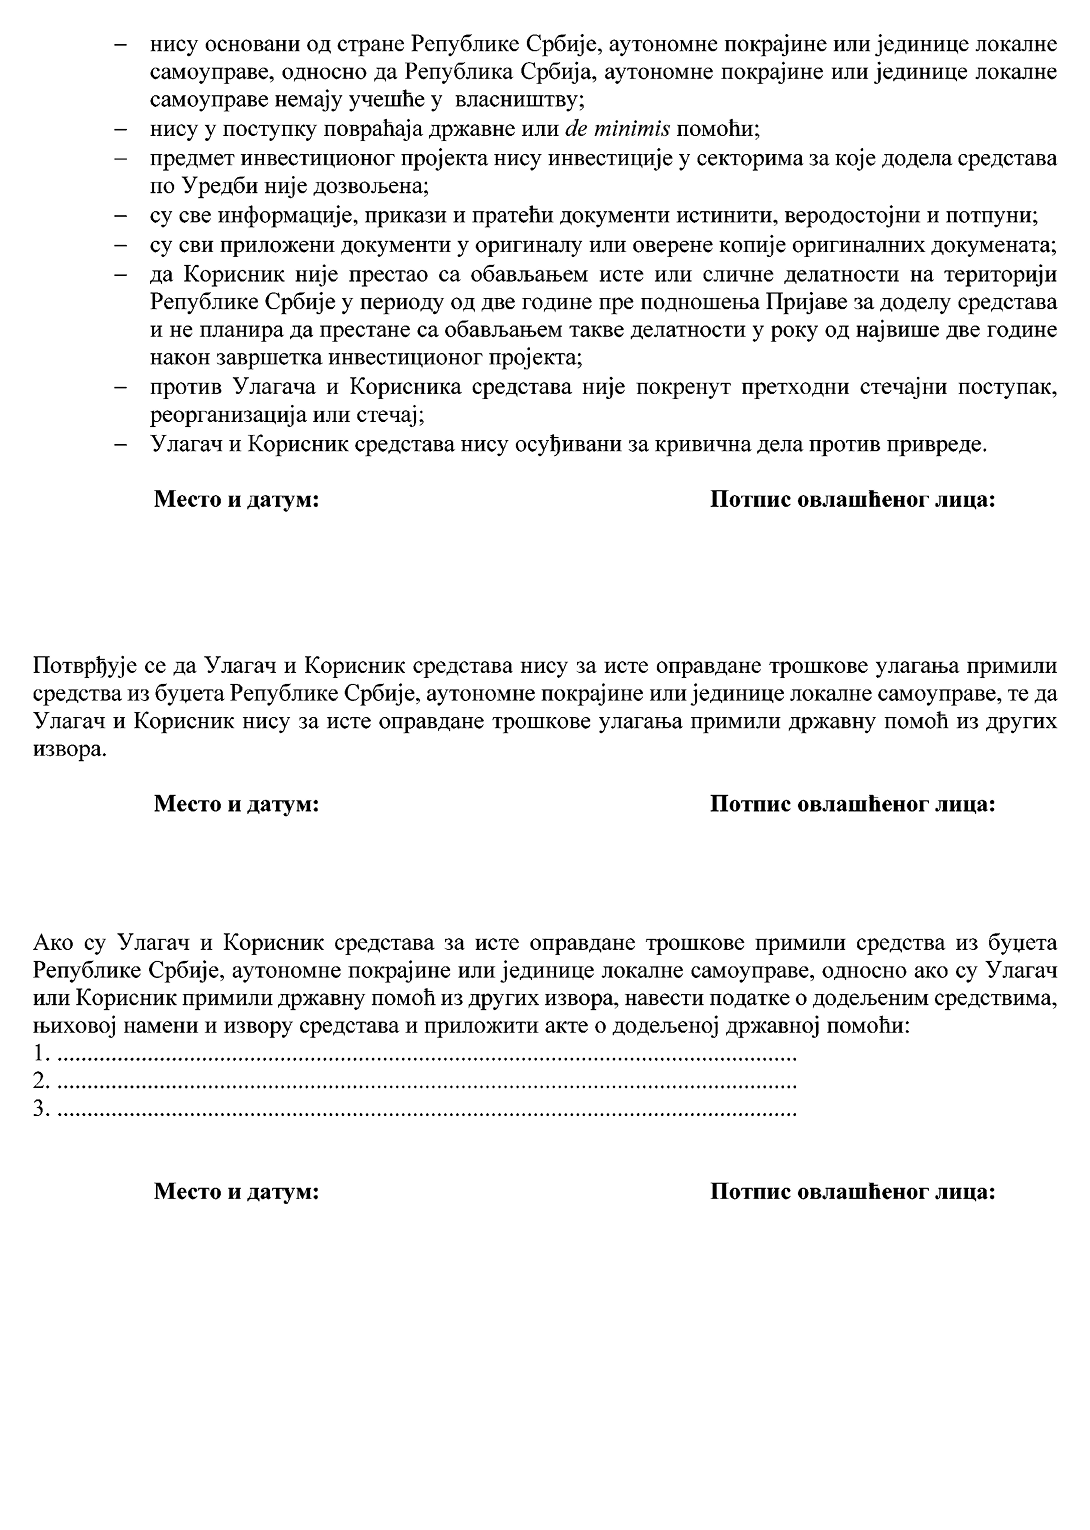 – нису основани од стране Републике Србије, аутономне покрајине или јединице локалне
самоуправе, односно да Република Србија, аутономне покрајине или јединице локалне
самоуправе немају учешће у власништву;
– нису у поступку повраћаја државне или de minimis помоћи;
– предмет инвестиционог пројекта нису инвестиције у секторима за које додела средстава
по Уредби није дозвољена;
– су све информације, прикази и пратећи документи истинити, веродостојни и потпуни;
– су сви приложени документи у оригиналу или оверене копије оригиналних докумената;
– да Корисник није престао са обављањем исте или сличне делатности на територији
Републике Србије у периоду од две године пре подношења Пријаве за доделу средстава
и не планира да престане са обављањем такве делатности у року од највише две године
након завршетка инвестиционог пројекта;
– против Улагача и Корисника средстава није покренут претходни стечајни поступак,
реорганизација или стечај;
– Улагач и Корисник средстава нису осуђивани за кривична дела против привреде.
Место и датум: Потпис овлашћеног лица:
Потврђује се да Улагач и Корисник средстава нису за исте оправдане трошкове улагања примили
средства из буџета Републике Србије, аутономне покрајине или јединице локалне самоуправе, те да
Улагач и Корисник нису за исте оправдане трошкове улагања примили државну помоћ из других
извора.
Место и датум: Потпис овлашћеног лица:
Ако су Улагач и Корисник средстава за исте оправдане трошкове примили средства из буџета
Републике Србије, аутономне покрајине или јединице локалне самоуправе, односно ако су Улагач
или Корисник примили државну помоћ из других извора, навести податке о додељеним средствима,
њиховој намени и извору средстава и приложити акте о додељеној државној помоћи:
1. ............................................................................................................................
2. ............................................................................................................................
3. ............................................................................................................................
Место и датум: Потпис овлашћеног лица: